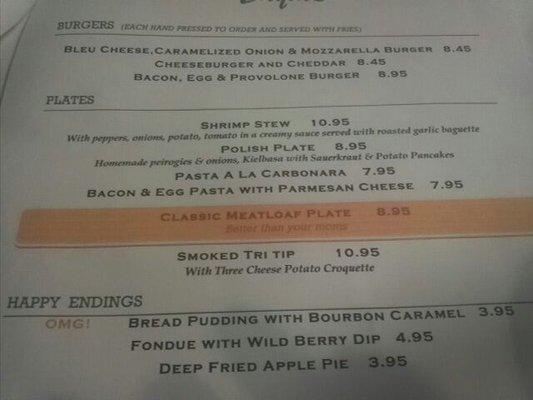 BURGERS (EACH HAND PRESSED TO ORDER AND SERVED WITH FRIES)
BLEU CHEESE,CARAMELIZED ONION & MOZZARELLA BURGER 8.45
CHEESEBURGER AND CHEDDAR 8.45
BACON, EGG & PROVOLONE BURGER 8.95
PLATES
SHRIMP STEW 10.95
With peppers, onions, potato, tomato in a creamy sauce served with roasted garlic baguette
POLISH PLATE 8.95
Homemade peirogies & onions, Kielbasa with Sauerkraut & Potato Pancakes
PASTA A LA CARBONARA 7.95
BACON & EGG PASTA WITH PARMESAN CHEESE 7.95
CLASSIC MEATLOAF PLATE 8.95
Better than your moms
SMOKED TRI TIP 10.95
With Three Cheese Potato Croquette
HAPPY ENDINGS
OMG! BREAD PUDDING WITH BOURBON CARAMEL 3.95
FONDUE WITH WILD BERRY DIP 4.95
DEEP FRIED APPLE PIE 3.95